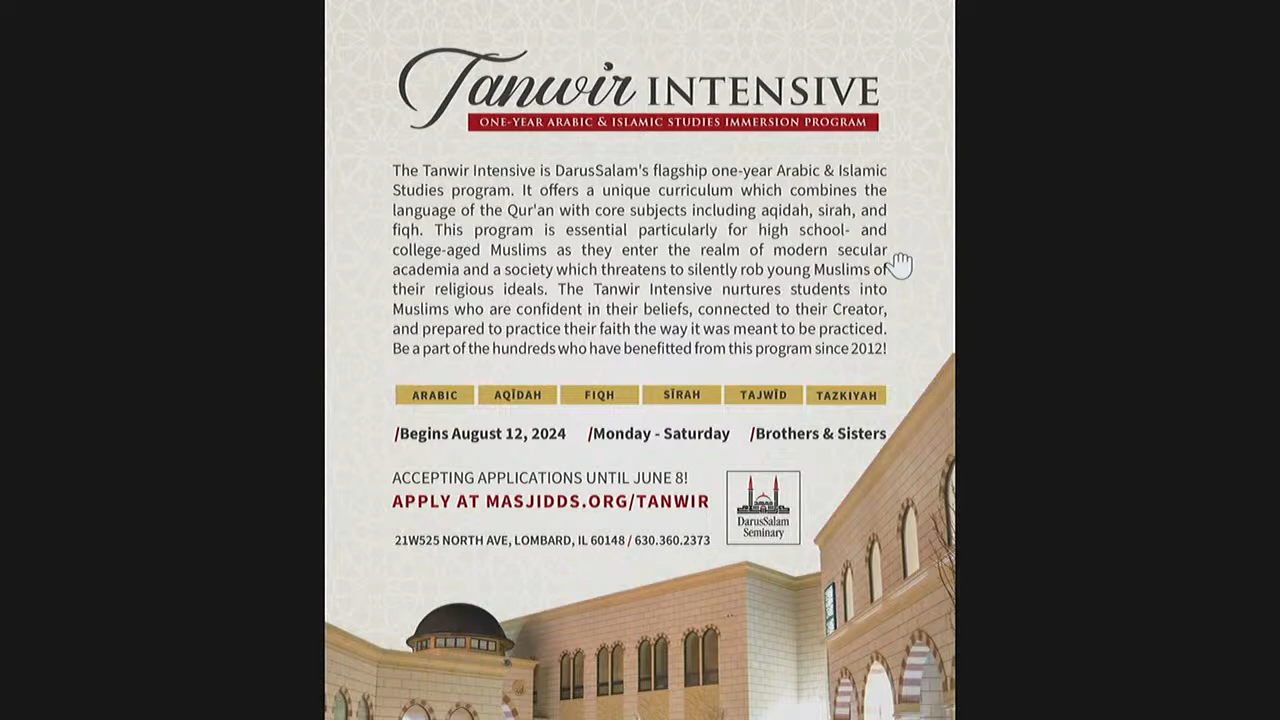 Tanwir INTENSIVE
ONE-YEAR ARABIC & ISLAMIC STUDIES IMMERSION PROGRAM
The Tanwir Intensive is DarusSalam's flagship one-year Arabic & Islamic
Studies program. It offers a unique curriculum which combines the
language of the Qur'an with core subjects including aqidah, sirah, and
fiqh. This program is essential particularly for high school- and
college-aged Muslims as they enter the realm of modern secular
academia and a society which threatens to silently rob young Muslims of
their religious ideals. The Tanwir Intensive nurtures students into
Muslims who are confident in their beliefs, connected to their Creator,
and prepared to practice their faith the way it was meant to be practiced.
Be a part of the hundreds who have benefitted from this program since 2012!
ARABIC AQĪDAH FIQH SĪRAH TAJWĪD TAZKIYAH
/Begins August 12, 2024 /Monday - Saturday /Brothers & Sisters
ACCEPTING APPLICATIONS UNTIL JUNE 8!
APPLY AT MASJIDDS.ORG/TANWIR
21W525 NORTH AVE, LOMBARD, IL 60148 / 630.360.2373
DarusSalam
Seminary